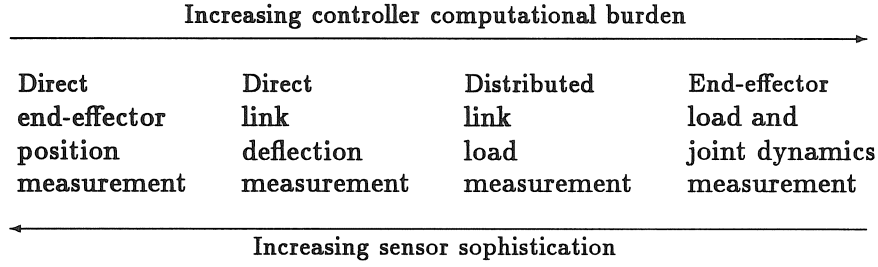 Increasing controller computational burden
Direct Direct Distributed End-effector
end-effector link link load and
position deflection load joint dynamics
measurement measurement measurement measurement
Increasing sensor sophistication